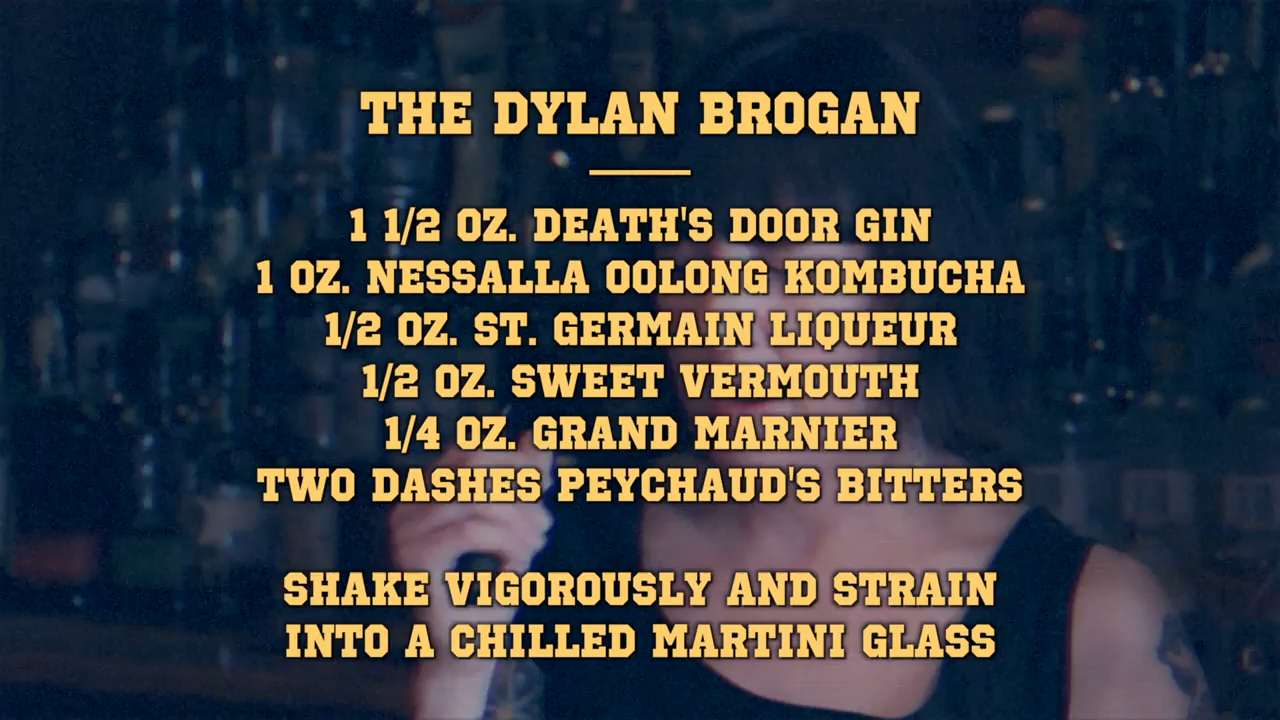 THE DYLAN BROGAN
1 1/2 OZ. DEATH'S DOOR GIN
1 OZ. NESSALLA OOLONG KOMBUCHA
1/2 OZ. ST. GERMAIN LIQUEUR
1/2 OZ. SWEET VERMOUTH
1/4 OZ. GRAND MARNIER
TWO DASHES PEYCHAUD'S BITTERS
SHAKE VIGOROUSLY AND STRAIN
INTO A CHILLED MARTINI GLASS